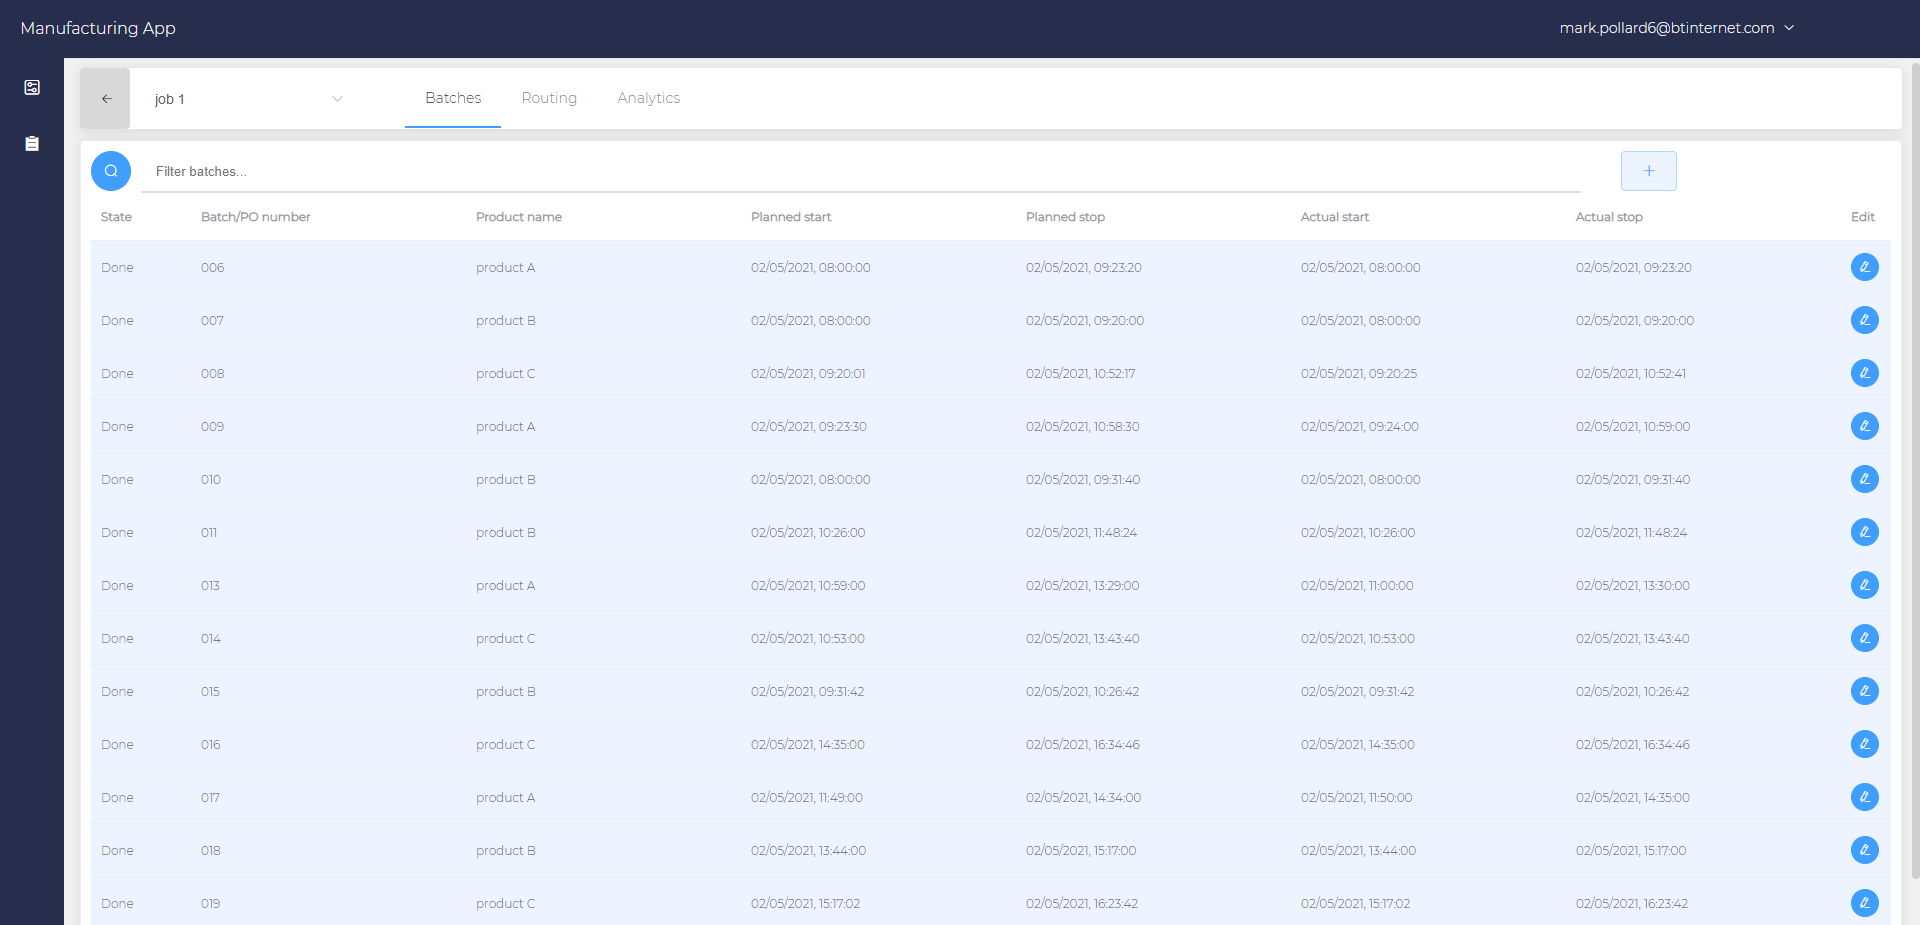 Manufacturing App
mark.pollard6@btinternet.com
job 1 Batches Routing Analytics
Filter batches...
State Batch/PO number Product name Planned start Planned stop Actual start Actual stop Edit
Done 006 product A 02/05/2021, 08:00:00 02/05/2021, 09:23:20 02/05/2021, 08:00:00 02/05/2021, 09:23:20
Done 007 product B 02/05/2021, 08:00:00 02/05/2021, 09:20:00 02/05/2021, 08:00:00 02/05/2021, 09:20:00
Done 008 product C 02/05/2021, 09:20:01 02/05/2021, 10:52:17 02/05/2021, 09:20:25 02/05/2021, 10:52:41
Done 009 product A 02/05/2021, 09:23:30 02/05/2021, 10:58:30 02/05/2021, 09:24:00 02/05/2021, 10:59:00
Done 010 product B 02/05/2021, 08:00:00 02/05/2021, 09:31:40 02/05/2021, 08:00:00 02/05/2021, 09:31:40
Done 011 product B 02/05/2021, 10:26:00 02/05/2021, 11:48:24 02/05/2021, 10:26:00 02/05/2021, 11:48:24
Done 013 product A 02/05/2021, 10:59:00 02/05/2021, 13:29:00 02/05/2021, 11:00:00 02/05/2021, 13:30:00
Done 014 product C 02/05/2021, 10:53:00 02/05/2021, 13:43:40 02/05/2021, 10:53:00 02/05/2021, 13:43:40
Done 015 product B 02/05/2021, 09:31:42 02/05/2021, 10:26:42 02/05/2021, 09:31:42 02/05/2021, 10:26:42
Done 016 product C 02/05/2021, 14:35:00 02/05/2021, 16:34:46 02/05/2021, 14:35:00 02/05/2021, 16:34:46
Done 017 product A 02/05/2021, 11:49:00 02/05/2021, 14:34:00 02/05/2021, 11:50:00 02/05/2021, 14:35:00
Done 018 product B 02/05/2021, 13:44:00 02/05/2021, 15:17:00 02/05/2021, 13:44:00 02/05/2021, 15:17:00
Done 019 product C 02/05/2021, 15:17:02 02/05/2021, 16:23:42 02/05/2021, 15:17:02 02/05/2021, 16:23:42